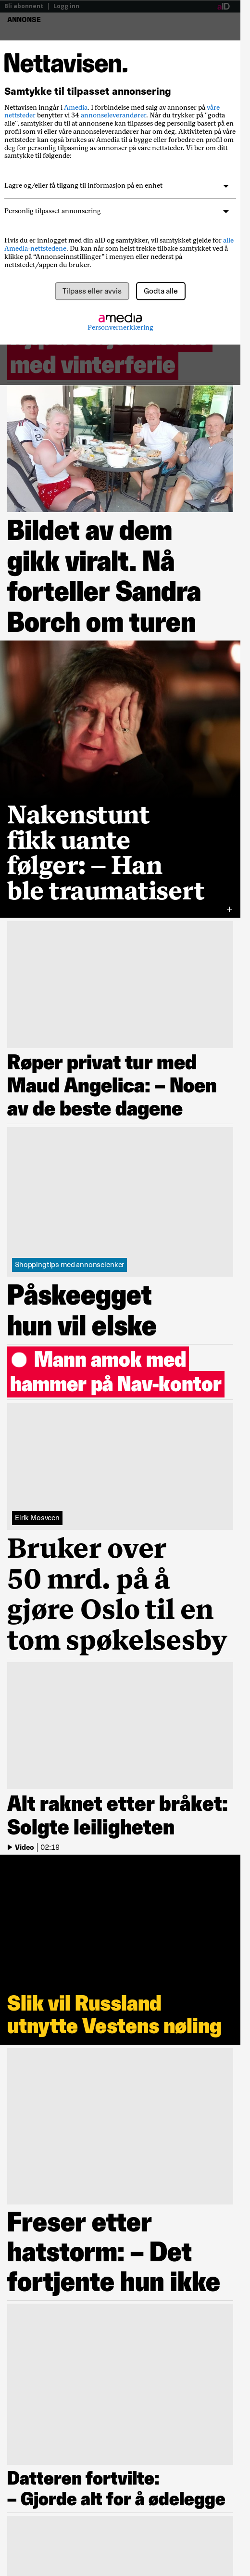 Bli abonnent | Logg inn
aID
ANNONSE
Nettavisen.
Samtykke til tilpasset annonsering
Nettavisen inngår i Amedia. I forbindelse med salg av annonser på våre
nettsteder benytter vi 34 annonseleverandører. Når du trykker på "godta
alle", samtykker du til at annonsene kan tilpasses deg personlig basert på en
profil som vi eller våre annonseleverandører har om deg. Aktiviteten på våre
nettsteder kan også brukes av Amedia til å bygge eller forbedre en profil om
deg for personlig tilpasning av annonser på våre nettsteder. Vi ber om ditt
samtykke til følgende:
Lagre og/eller få tilgang til informasjon på en enhet
Personlig tilpasset annonsering
Hvis du er innlogget med din aID og samtykker, vil samtykket gjelde for alle
Amedia-nettstedene. Du kan når som helst trekke tilbake samtykket ved å
klikke på “Annonseinnstillinger” i menyen eller nederst på
nettstedet/appen du bruker.
Tilpass eller avvis
Godta alle
amedia
Personvernerklæring
med vinterferie
Bildet av dem
gikk viralt. Nå
forteller Sandra
Borch om turen
Nakenstunt
fikk uante
følger: – Han
ble traumatisert
Røper privat tur med
Maud Angelica: – Noen
av de beste dagene
Shoppingtips med annonselenker
Påskeegget
hun vil elske
Mann amok med
hammer på Nav-kontor
Eirik Mosveen
Bruker over
50 mrd. på å
gjøre Oslo til en
tom spøkelsesby
Alt raknet etter bråket:
Solgte leiligheten
Video | 02:19
Slik vil Russland
utnytte Vestens nøling
Freser etter
hatstorm: – Det
fortjente hun ikke
Datteren fortvilte:
– Gjorde alt for å ødelegge